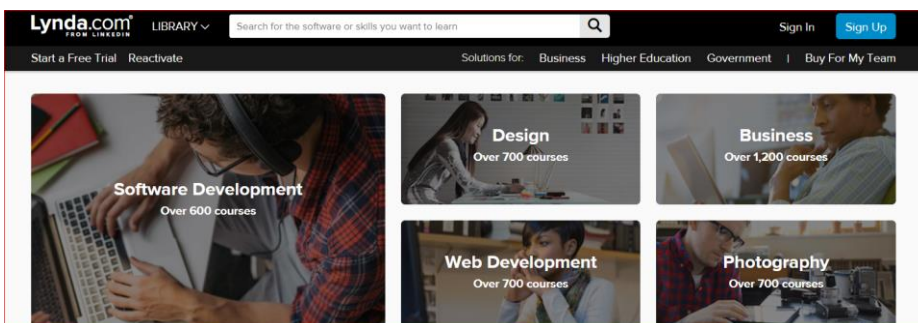 Lynda.com LIBRARY Search for the software or skills you want to learn Sign In Sign Up
FROM LINKEDIN
Start a Free Trial Reactivate Solutions for: Business Higher Education Government | Buy For My Team
Software Development
Over 600 courses
Design
Over 700 courses
Business
Over 1,200 courses
Web Development
Over 700 courses
Photography
Over 700 courses